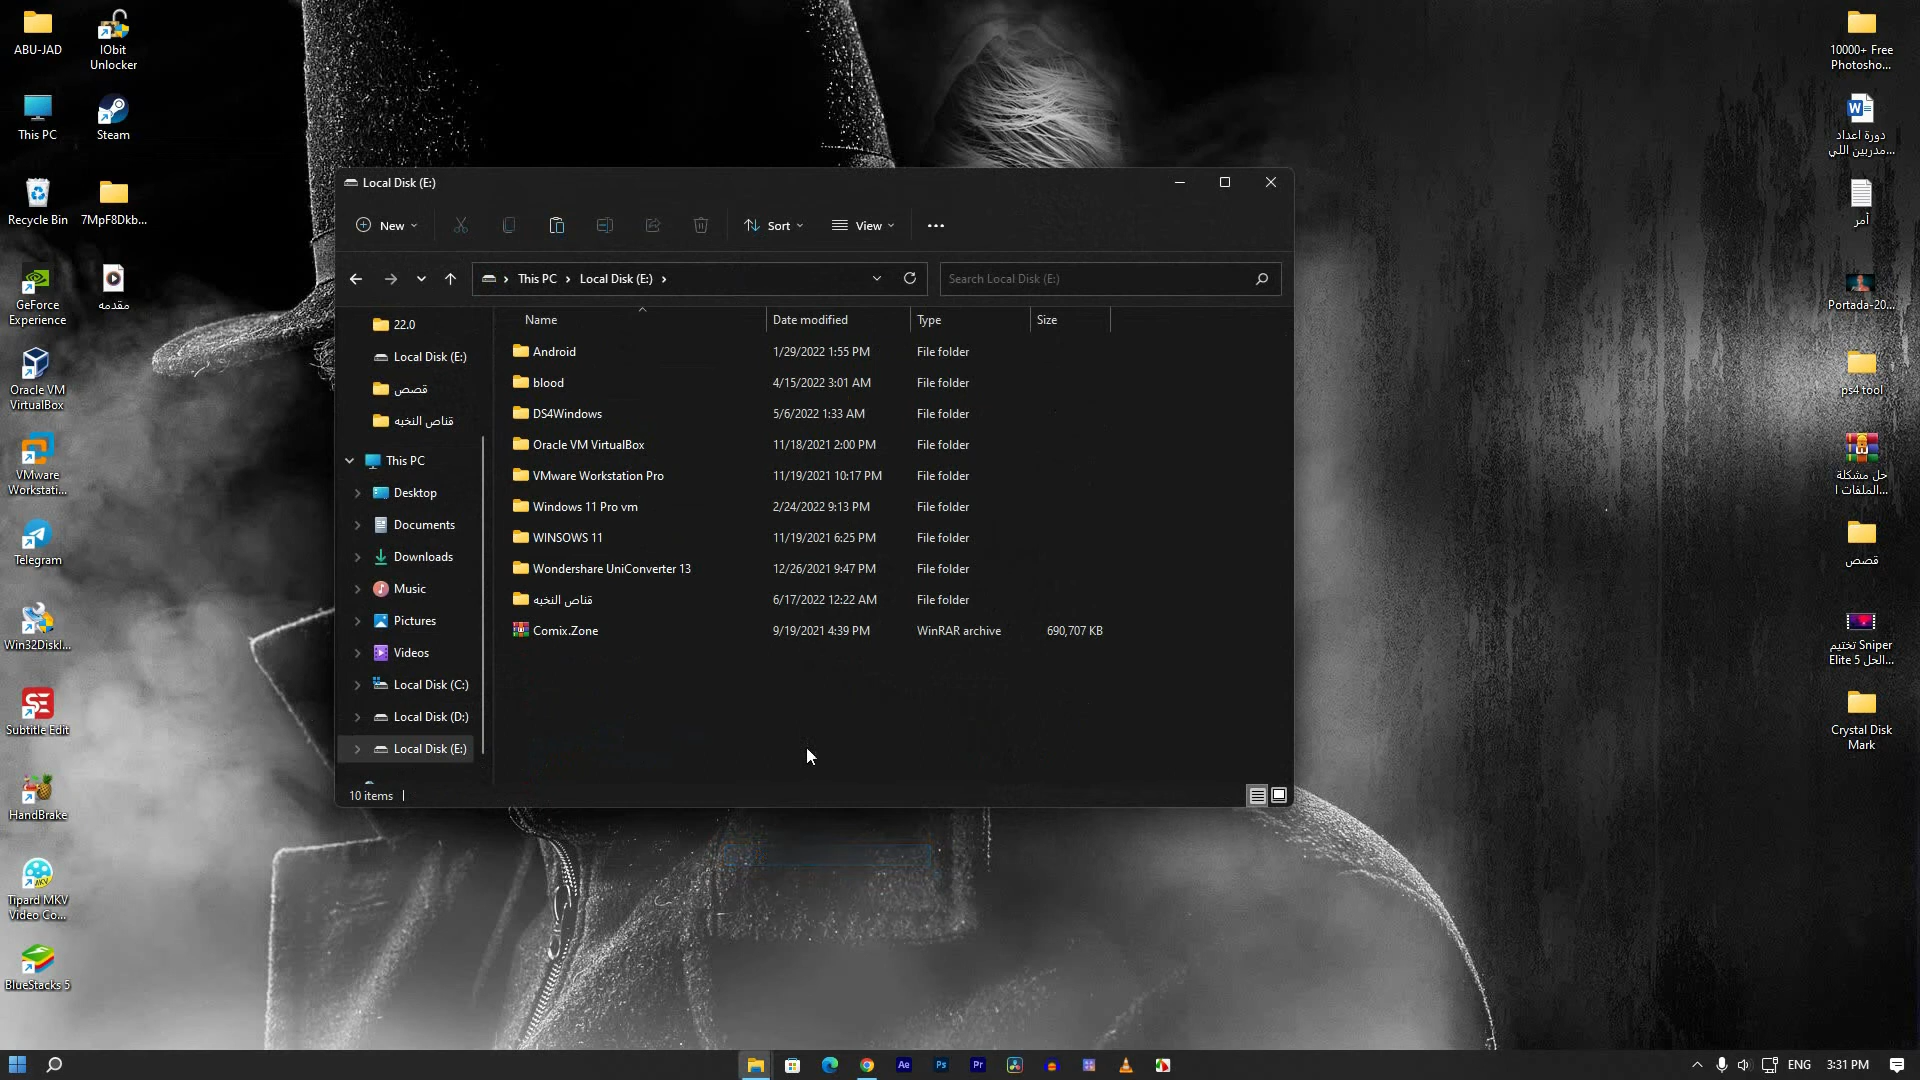 ABU-JAD
IObit
Unlocker
This PC
Steam
Recycle Bin
7MpF8Dkb...
GeForce
Experience
مقدمه
Oracle VM
VirtualBox
VMware
Workstati...
Telegram
Win32DiskI...
Subtitle Edit
HandBrake
Tipard MKV
Video Co...
BlueStacks 5
Local Disk (E:)
New
Sort
View
This PC
Local Disk (E:)
Search Local Disk (E:)
22.0
Local Disk (E:)
قصص
قناص النخبه
This PC
Desktop
Documents
Downloads
Music
Pictures
Videos
Local Disk (C:)
Local Disk (D:)
Local Disk (E:)
Name Date modified Type Size
Android 1/29/2022 1:55 PM File folder
blood 4/15/2022 3:01 AM File folder
DS4Windows 5/6/2022 1:33 AM File folder
Oracle VM VirtualBox 11/18/2021 2:00 PM File folder
VMware Workstation Pro 11/19/2021 10:17 PM File folder
Windows 11 Pro vm 2/24/2022 9:13 PM File folder
WINSOWS 11 11/19/2021 6:25 PM File folder
Wondershare UniConverter 13 12/26/2021 9:47 PM File folder
قناص النخبه 6/17/2022 12:22 AM File folder
Comix.Zone 9/19/2021 4:39 PM WinRAR archive 690,707 KB
10 items
10000+ Free
Photosho...
دورة اعداد
مدربين اللي...
أمر
Portada-20...
ps4 tool
حل مشكلة
الملفات ا...
قصص
تختيم Sniper
Elite 5 الحل...
Crystal Disk
Mark
Ae
Ps
Pr
ENG
3:31 PM